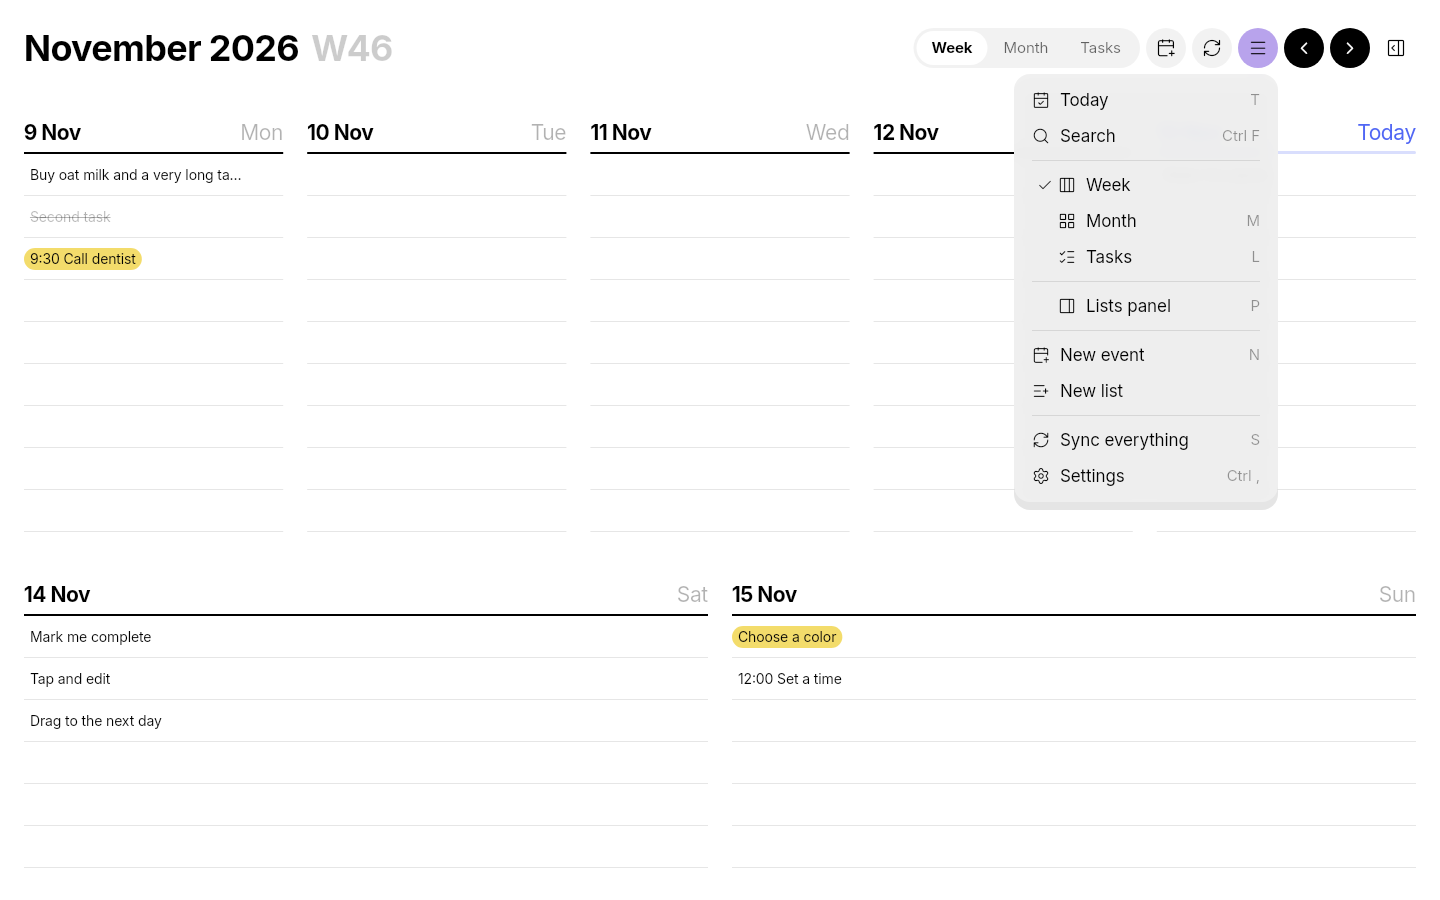 November 2026 W46
Week Month Tasks
9 Nov Mon
10 Nov Tue
11 Nov Wed
12 Nov
Today
Buy oat milk and a very long ta...
Second task
9:30 Call dentist
Today T
Search Ctrl F
Week
Month M
Tasks L
Lists panel P
New event N
New list
Sync everything S
Settings Ctrl ,
14 Nov Sat
Mark me complete
Tap and edit
Drag to the next day
15 Nov Sun
Choose a color
12:00 Set a time